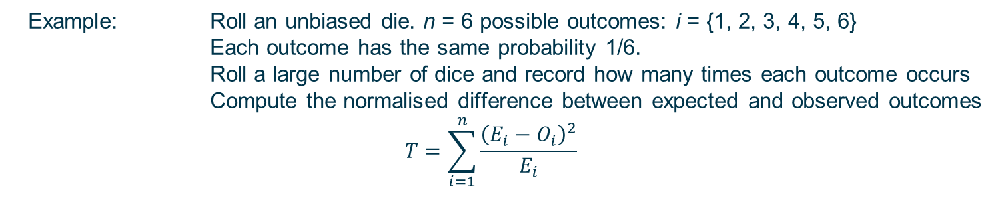 Example: Roll an unbiased die. n = 6 possible outcomes: i = {1, 2, 3, 4, 5, 6}
Each outcome has the same probability 1/6.
Roll a large number of dice and record how many times each outcome occurs
Compute the normalised difference between expected and observed outcomes
T = \sum_{i=1}^{n} \frac{(E_i - O_i)^2}{E_i}